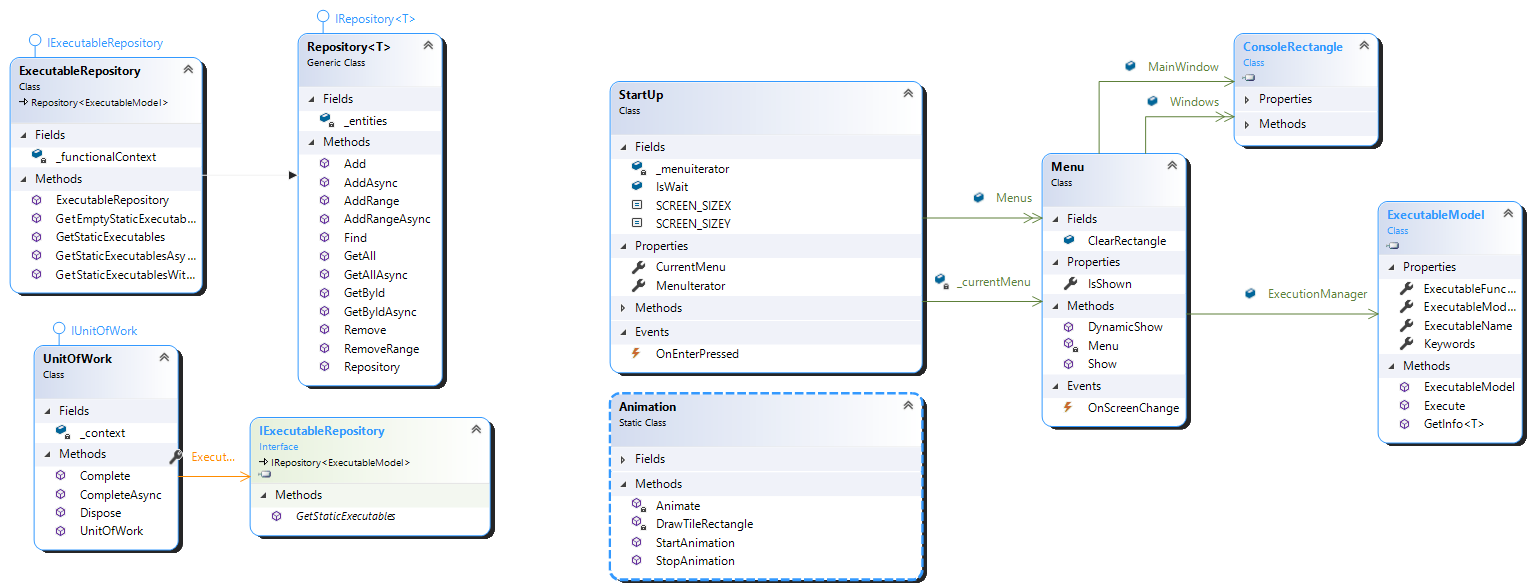 IExecutableRepository
ExecutableRepository
Class
Repository<ExecutableModel>
Fields
_functionalContext
Methods
ExecutableRepository
GetEmptyStaticExecutab...
GetStaticExecutables
GetStaticExecutablesAsy...
GetStaticExecutablesWit...
IRepository<T>
Repository<T>
Generic Class
Fields
_entities
Methods
Add
AddAsync
AddRange
AddRangeAsync
Find
GetAll
GetAllAsync
GetById
GetByIdAsync
Remove
RemoveRange
Repository
IUnitOfWork
UnitOfWork
Class
Fields
_context
Methods
Complete
CompleteAsync
Dispose
UnitOfWork
Execut...
IExecutableRepository
Interface
IRepository<ExecutableModel>
Methods
GetStaticExecutables
StartUp
Class
Fields
_menuiterator
IsWait
SCREEN_SIZEX
SCREEN_SIZEY
Properties
CurrentMenu
MenuIterator
Methods
Events
OnEnterPressed
Animation
Static Class
Fields
Methods
Animate
DrawTileRectangle
StartAnimation
StopAnimation
Menus
_currentMenu
Menu
Class
Fields
ClearRectangle
Properties
IsShown
Methods
DynamicShow
Menu
Show
Events
OnScreenChange
MainWindow
Windows
ConsoleRectangle
Class
Properties
Methods
ExecutionManager
ExecutableModel
Class
Properties
ExecutableFunc...
ExecutableMod...
ExecutableName
Keywords
Methods
ExecutableModel
Execute
GetInfo<T>